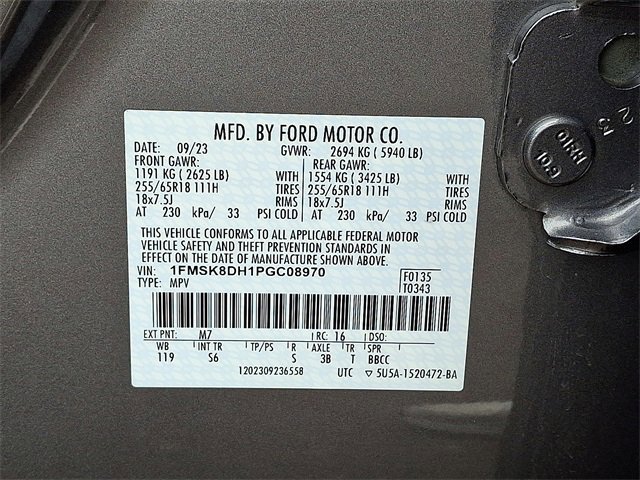 MFD. BY FORD MOTOR CO.
DATE: 09/23 GVWR: 2694 KG ( 5940 LB)
FRONT GAWR: REAR GAWR:
1191 KG ( 2625 LB) WITH 1554 KG ( 3425 LB) WITH
255/65R18 111H TIRES 255/65R18 111H TIRES
18x7.5J RIMS 18x7.5J RIMS
AT 230 kPa/ 33 PSI COLD AT 230 kPa/ 33 PSI COLD
THIS VEHICLE CONFORMS TO ALL APPLICABLE FEDERAL MOTOR
VEHICLE SAFETY AND THEFT PREVENTION STANDARDS IN
EFFECT ON THE DATE OF MANUFACTURE SHOWN ABOVE.
VIN: 1FMSK8DH1PGC08970 F0135
TYPE: MPV T0343
EXT PNT: M7 RC: 16 DSO:
WB INT TR TP/PS R AXLE TR SPR
119 S6 S 3B T BBCC
1202309236558 UTC ▽ 5U5A-1520472-BA
2 3